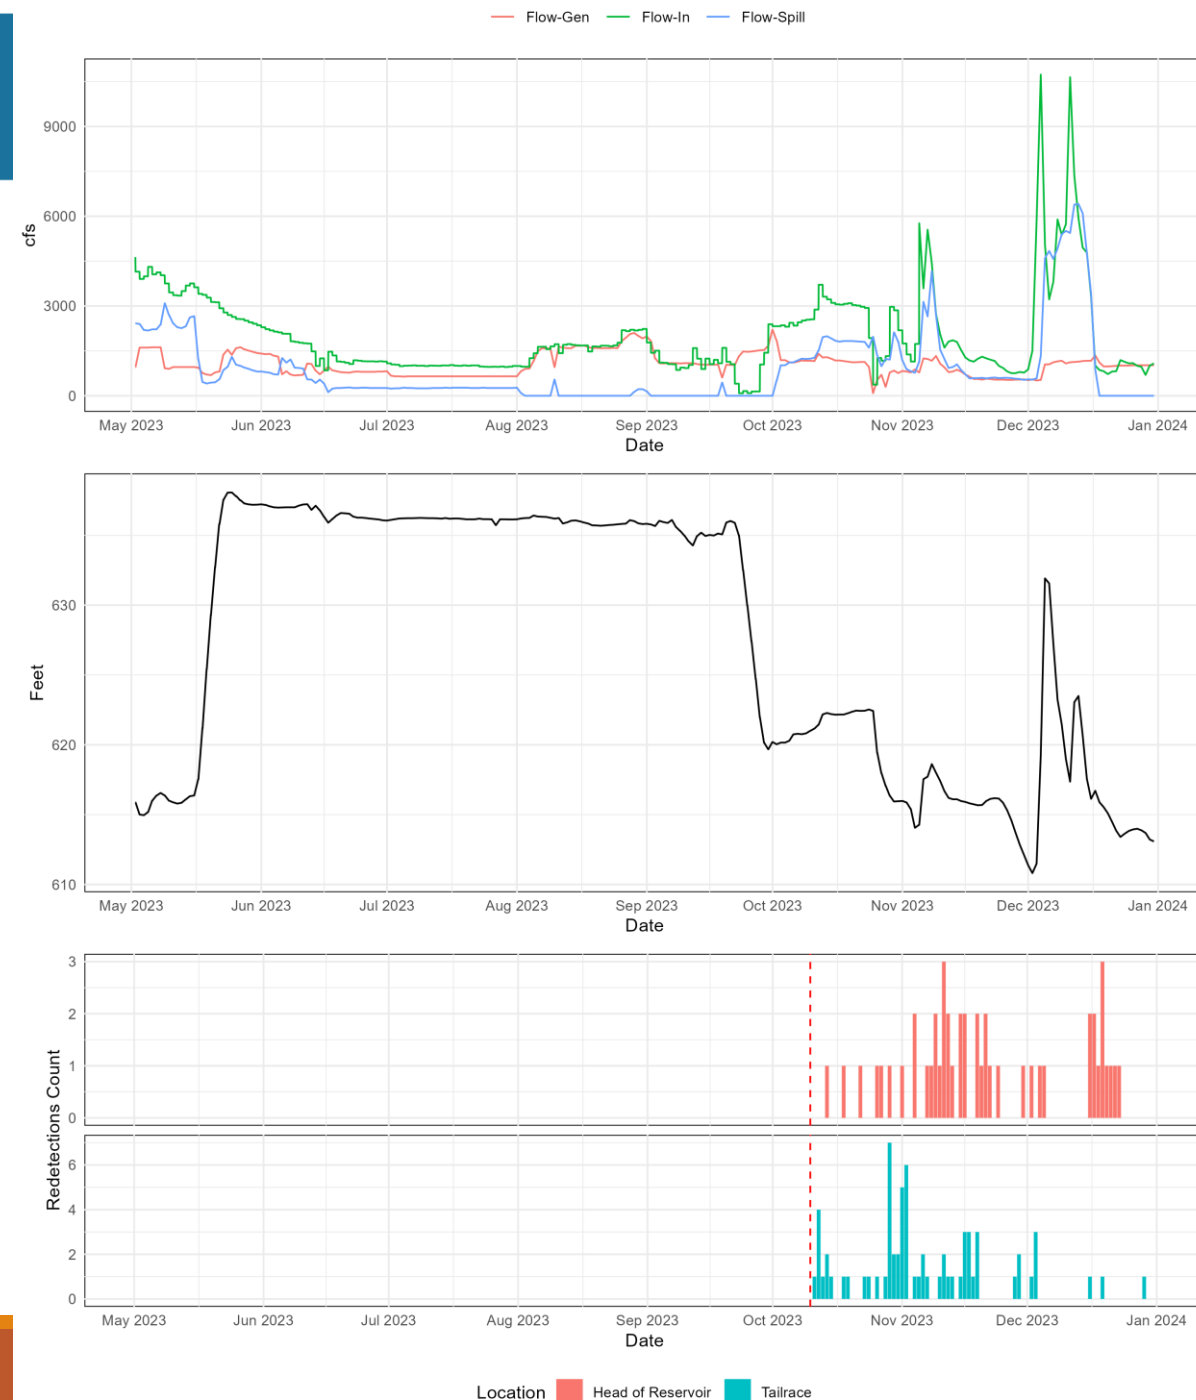 Flow-Gen Flow-In Flow-Spill
9000
6000
3000
0
cfs
May 2023 Jun 2023 Jul 2023 Aug 2023 Sep 2023 Oct 2023 Nov 2023 Dec 2023 Jan 2024
Date
630
620
610
Feet
May 2023 Jun 2023 Jul 2023 Aug 2023 Sep 2023 Oct 2023 Nov 2023 Dec 2023 Jan 2024
Date
3
2
1
0
Redetections Count
6
4
2
0
May 2023 Jun 2023 Jul 2023 Aug 2023 Sep 2023 Oct 2023 Nov 2023 Dec 2023 Jan 2024
Date
Location Head of Reservoir Tailrace